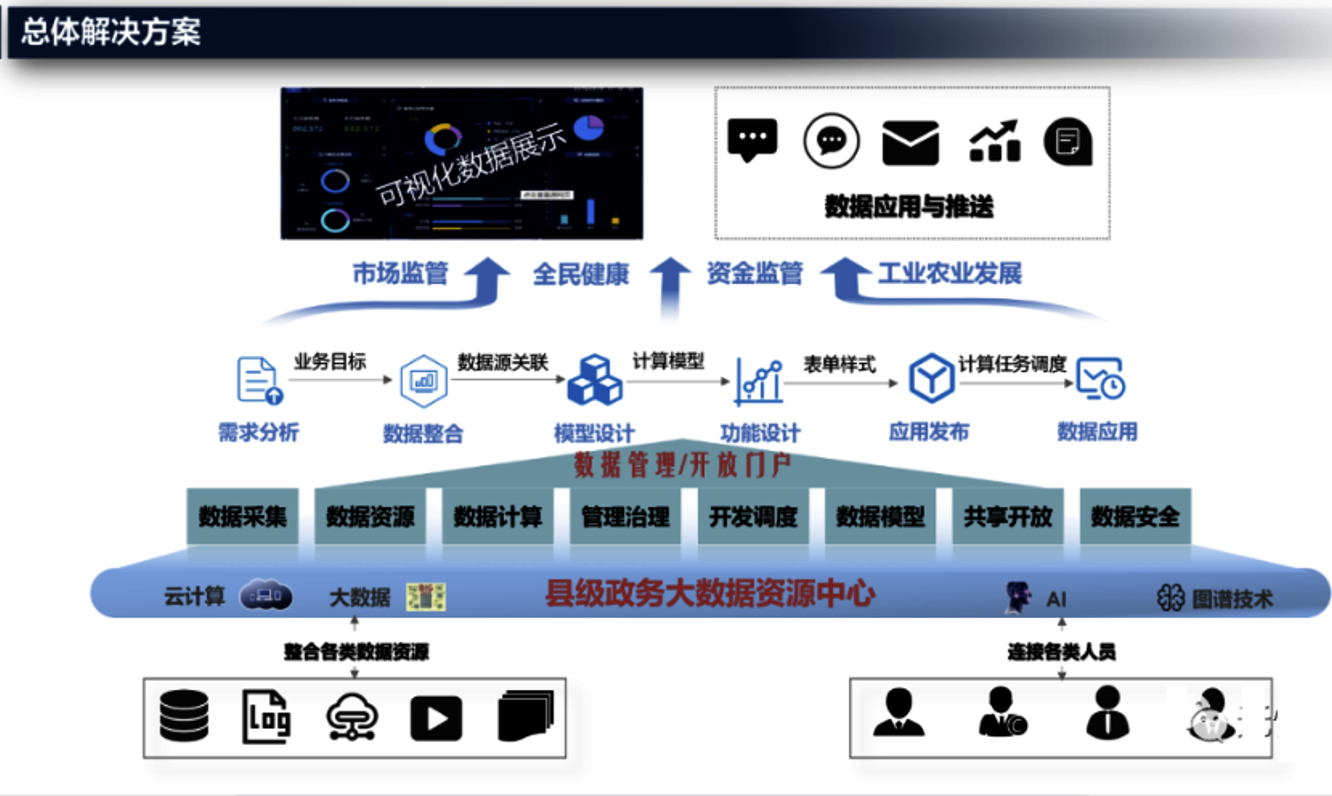 总体解决方案
可视化数据展示
数据应用与推送
市场监管
全民健康
资金监管
工业农业发展
业务目标
数据源关联
计算模型
表单样式
计算任务调度
需求分析
数据整合
模型设计
功能设计
应用发布
数据应用
数据管理/开放门户
数据采集
数据资源
数据计算
管理治理
开发调度
数据模型
共享开放
数据安全
云计算
大数据
县级政务大数据资源中心
AI
图谱技术
整合各类数据资源
连接各类人员
Log